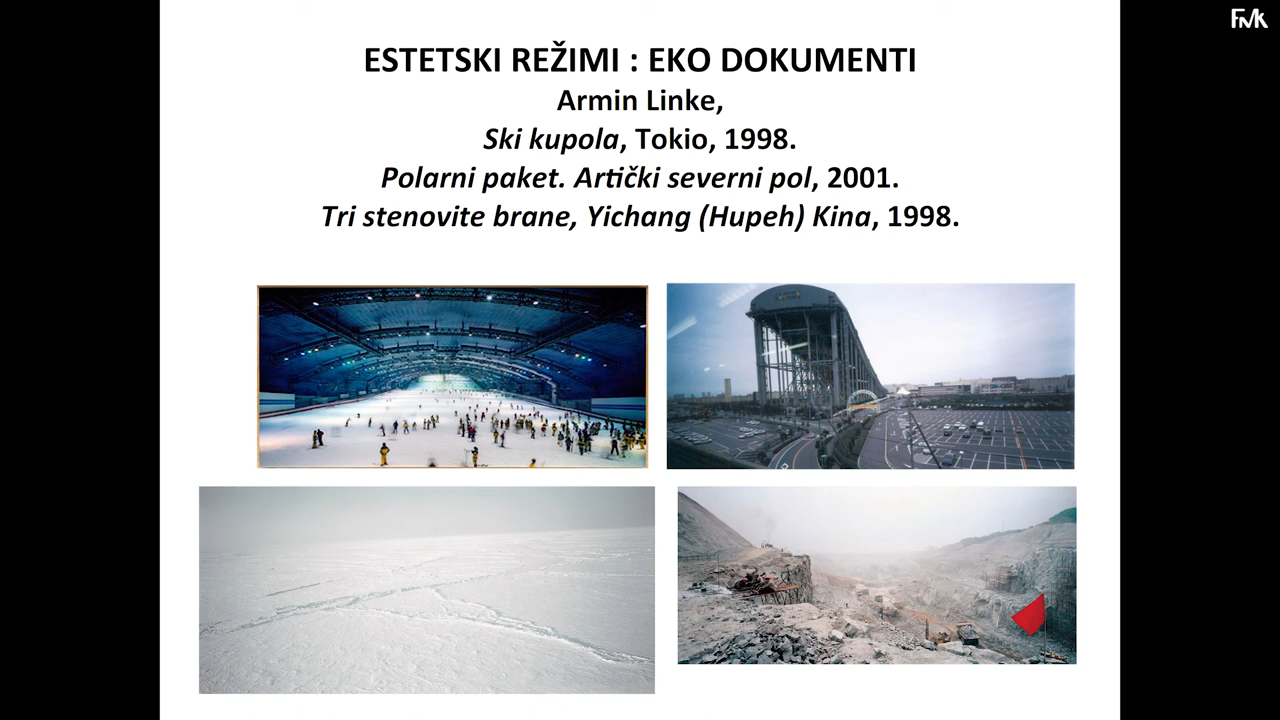 FMK
ESTETSKI REŽIMI : EKO DOKUMENTI
Armin Linke,
Ski kupola, Tokio, 1998.
Polarni paket. Artički severni pol, 2001.
Tri stenovite brane, Yichang (Hupeh) Kina, 1998.